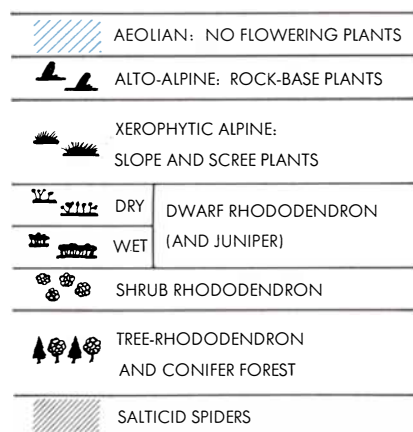 AEOLIAN: NO FLOWERING PLANTS
ALTO-ALPINE: ROCK-BASE PLANTS
XEROPHYTIC ALPINE:
SLOPE AND SCREE PLANTS
DRY
WET
DWARF RHODODENDRON
(AND JUNIPER)
SHRUB RHODODENDRON
TREE-RHODODENDRON
AND CONIFER FOREST
SALTICID SPIDERS